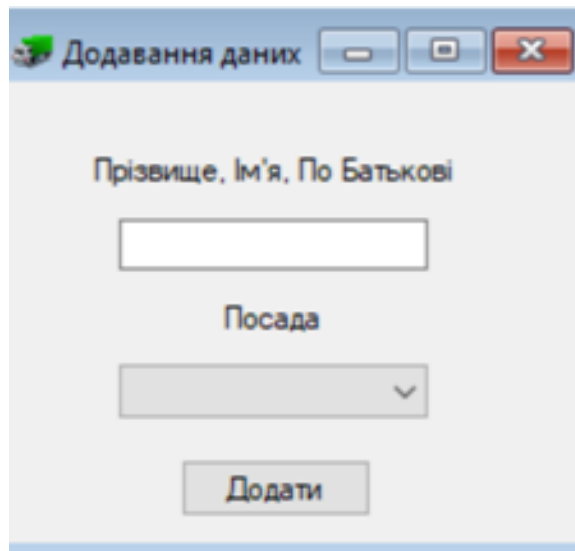 Додавання даних
Прізвище, Ім'я, По Батькові
Посада
Додати